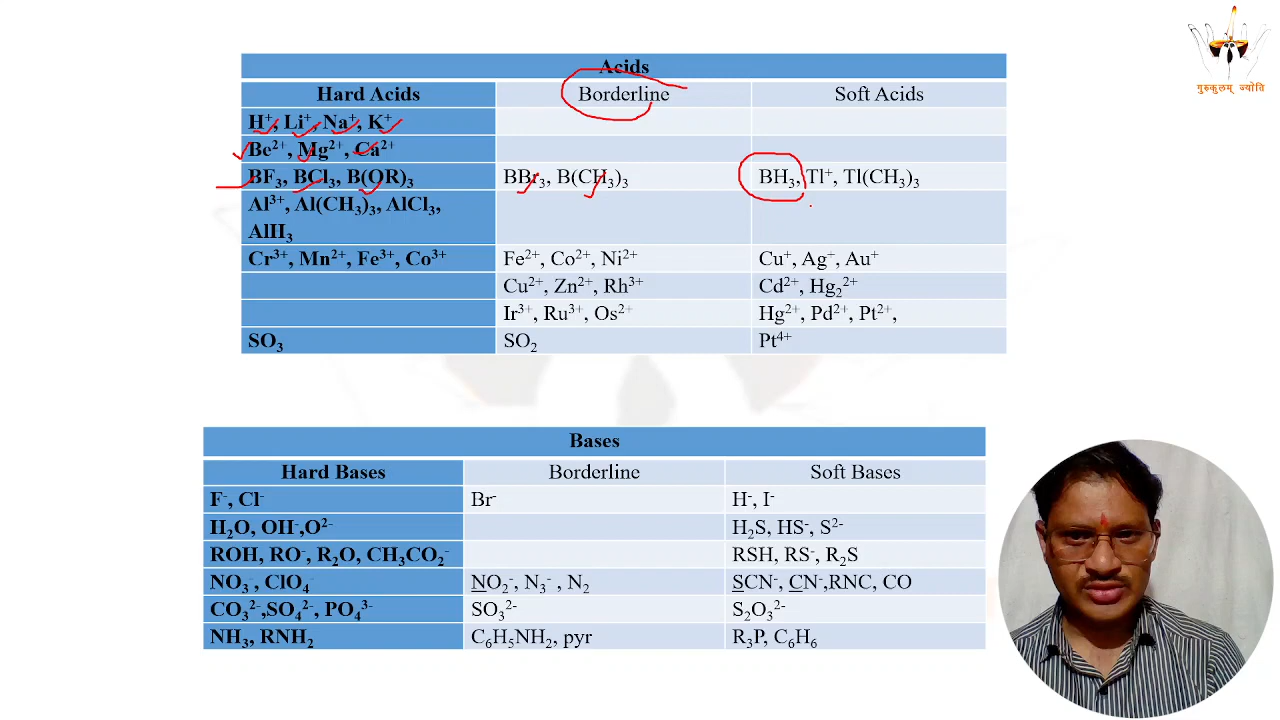 गुरुकुलम् ज्योति
Acids
Hard Acids Borderline Soft Acids
H⁺, Li⁺, Na⁺, K⁺
Be²⁺, Mg²⁺, Ca²⁺
BF₃, BCl₃, B(OR)₃ BBr₃, B(CH₃)₃ BH₃, Tl⁺, Tl(CH₃)₃
Al³⁺, Al(CH₃)₃, AlCl₃,
AlH₃
Cr³⁺, Mn²⁺, Fe³⁺, Co³⁺ Fe²⁺, Co²⁺, Ni²⁺ Cu⁺, Ag⁺, Au⁺
Cu²⁺, Zn²⁺, Rh³⁺ Cd²⁺, Hg₂²⁺
Ir³⁺, Ru³⁺, Os²⁺ Hg²⁺, Pd²⁺, Pt²⁺,
SO₃ SO₂ Pt⁴⁺
Bases
Hard Bases Borderline Soft Bases
F⁻, Cl⁻ Br⁻ H⁻, I⁻
H₂O, OH⁻,O²⁻ H₂S, HS⁻, S²⁻
ROH, RO⁻, R₂O, CH₃CO₂⁻ RSH, RS⁻, R₂S
NO₃⁻, ClO₄⁻ NO₂⁻, N₃⁻ , N₂ SCN⁻, CN⁻,RNC, CO
CO₃²⁻,SO₄²⁻, PO₄³⁻ SO₃²⁻ S₂O₃²⁻
NH₃, RNH₂ C₆H₅NH₂, pyr R₃P, C₆H₆